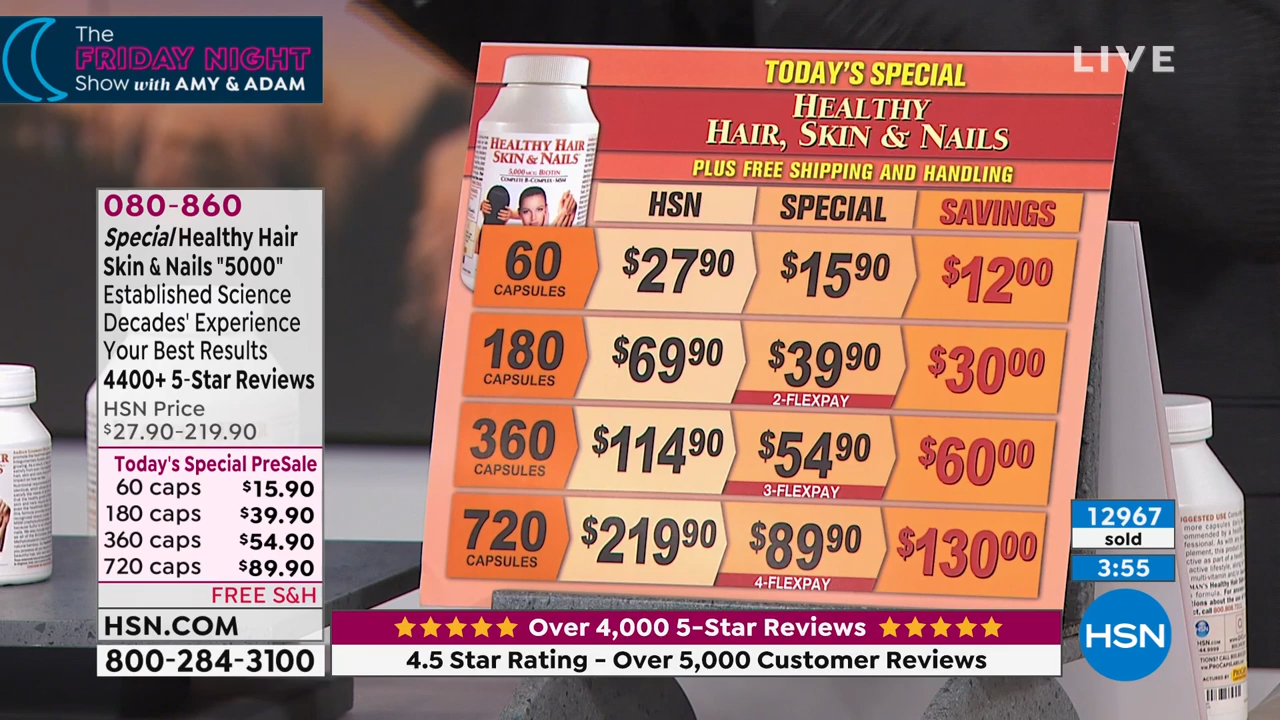 The
FRIDAY NIGHT
Show with AMY & ADAM
LIVE
080-860
Special Healthy Hair
Skin & Nails "5000"
Established Science
Decades' Experience
Your Best Results
4400+ 5-Star Reviews
HSN Price
$27.90-219.90
Today's Special PreSale
60 caps $15.90
180 caps $39.90
360 caps $54.90
720 caps $89.90
FREE S&H
HSN.COM
800-284-3100
TODAY'S SPECIAL
HEALTHY
HAIR, SKIN & NAILS
PLUS FREE SHIPPING AND HANDLING
HEALTHY HAIR
SKIN & NAILS
5,000 MCG BIOTIN
COMPLETE B-COMPLEX · MSM
HSN SPECIAL SAVINGS
60 CAPSULES $27.90 $15.90 $12.00
180 CAPSULES $69.90 $39.90 $30.00
2-FLEXPAY
360 CAPSULES $114.90 $54.90 $60.00
3-FLEXPAY
720 CAPSULES $219.90 $89.90 $130.00
4-FLEXPAY
12967
sold
3:55
HSN
Over 4,000 5-Star Reviews
4.5 Star Rating - Over 5,000 Customer Reviews